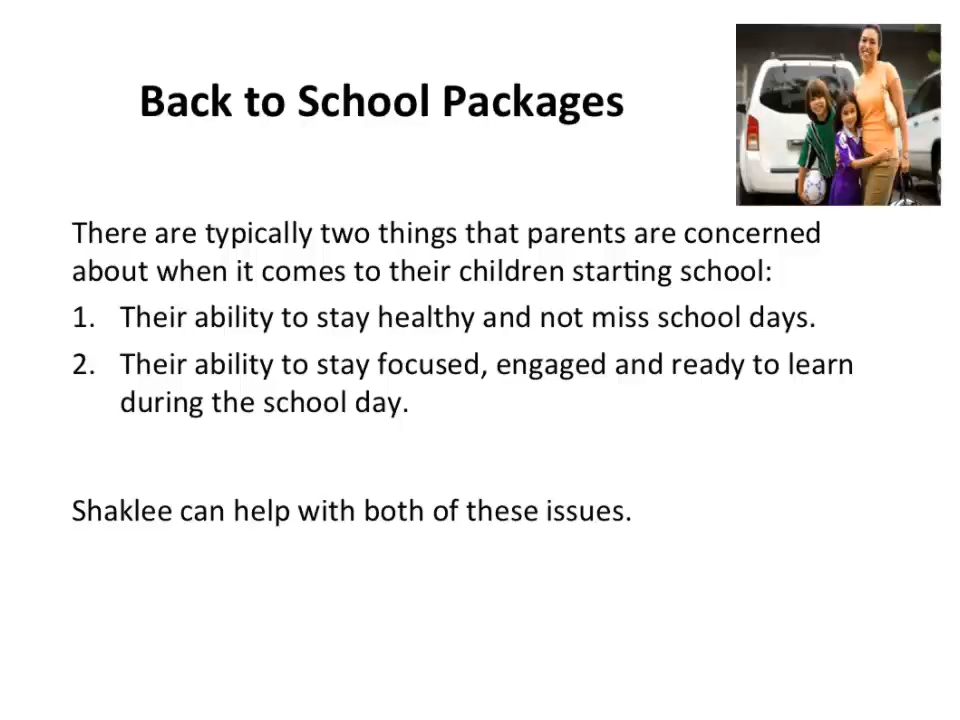 Back to School Packages
There are typically two things that parents are concerned
about when it comes to their children starting school:
1. Their ability to stay healthy and not miss school days.
2. Their ability to stay focused, engaged and ready to learn
during the school day.
Shaklee can help with both of these issues.